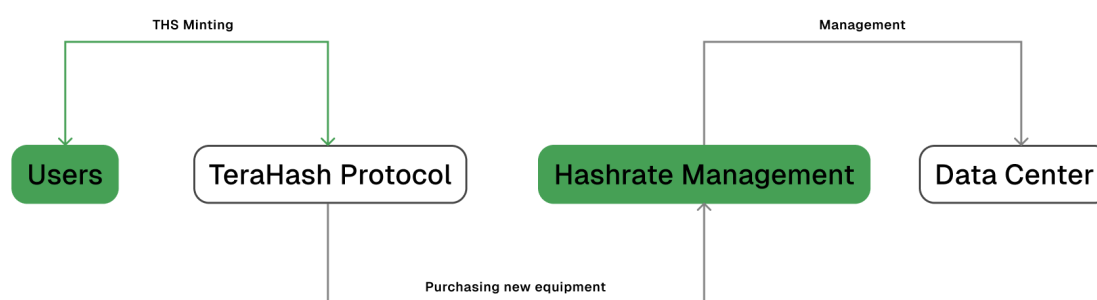 THS Minting
Management
Users
TeraHash Protocol
Hashrate Management
Data Center
Purchasing new equipment